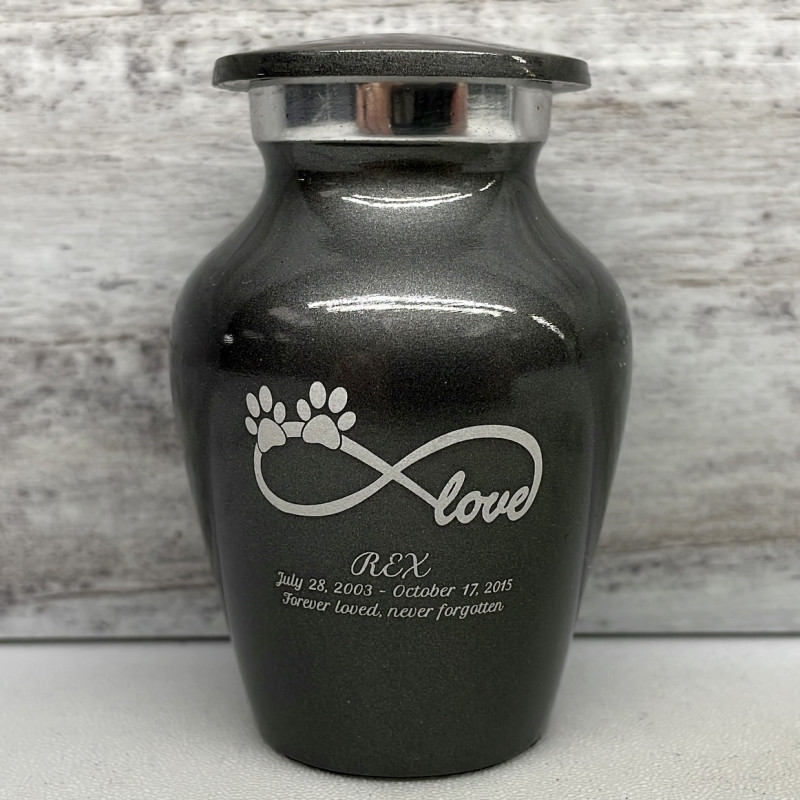 love
REX
July 28, 2003 - October 17, 2015
Forever loved, never forgotten